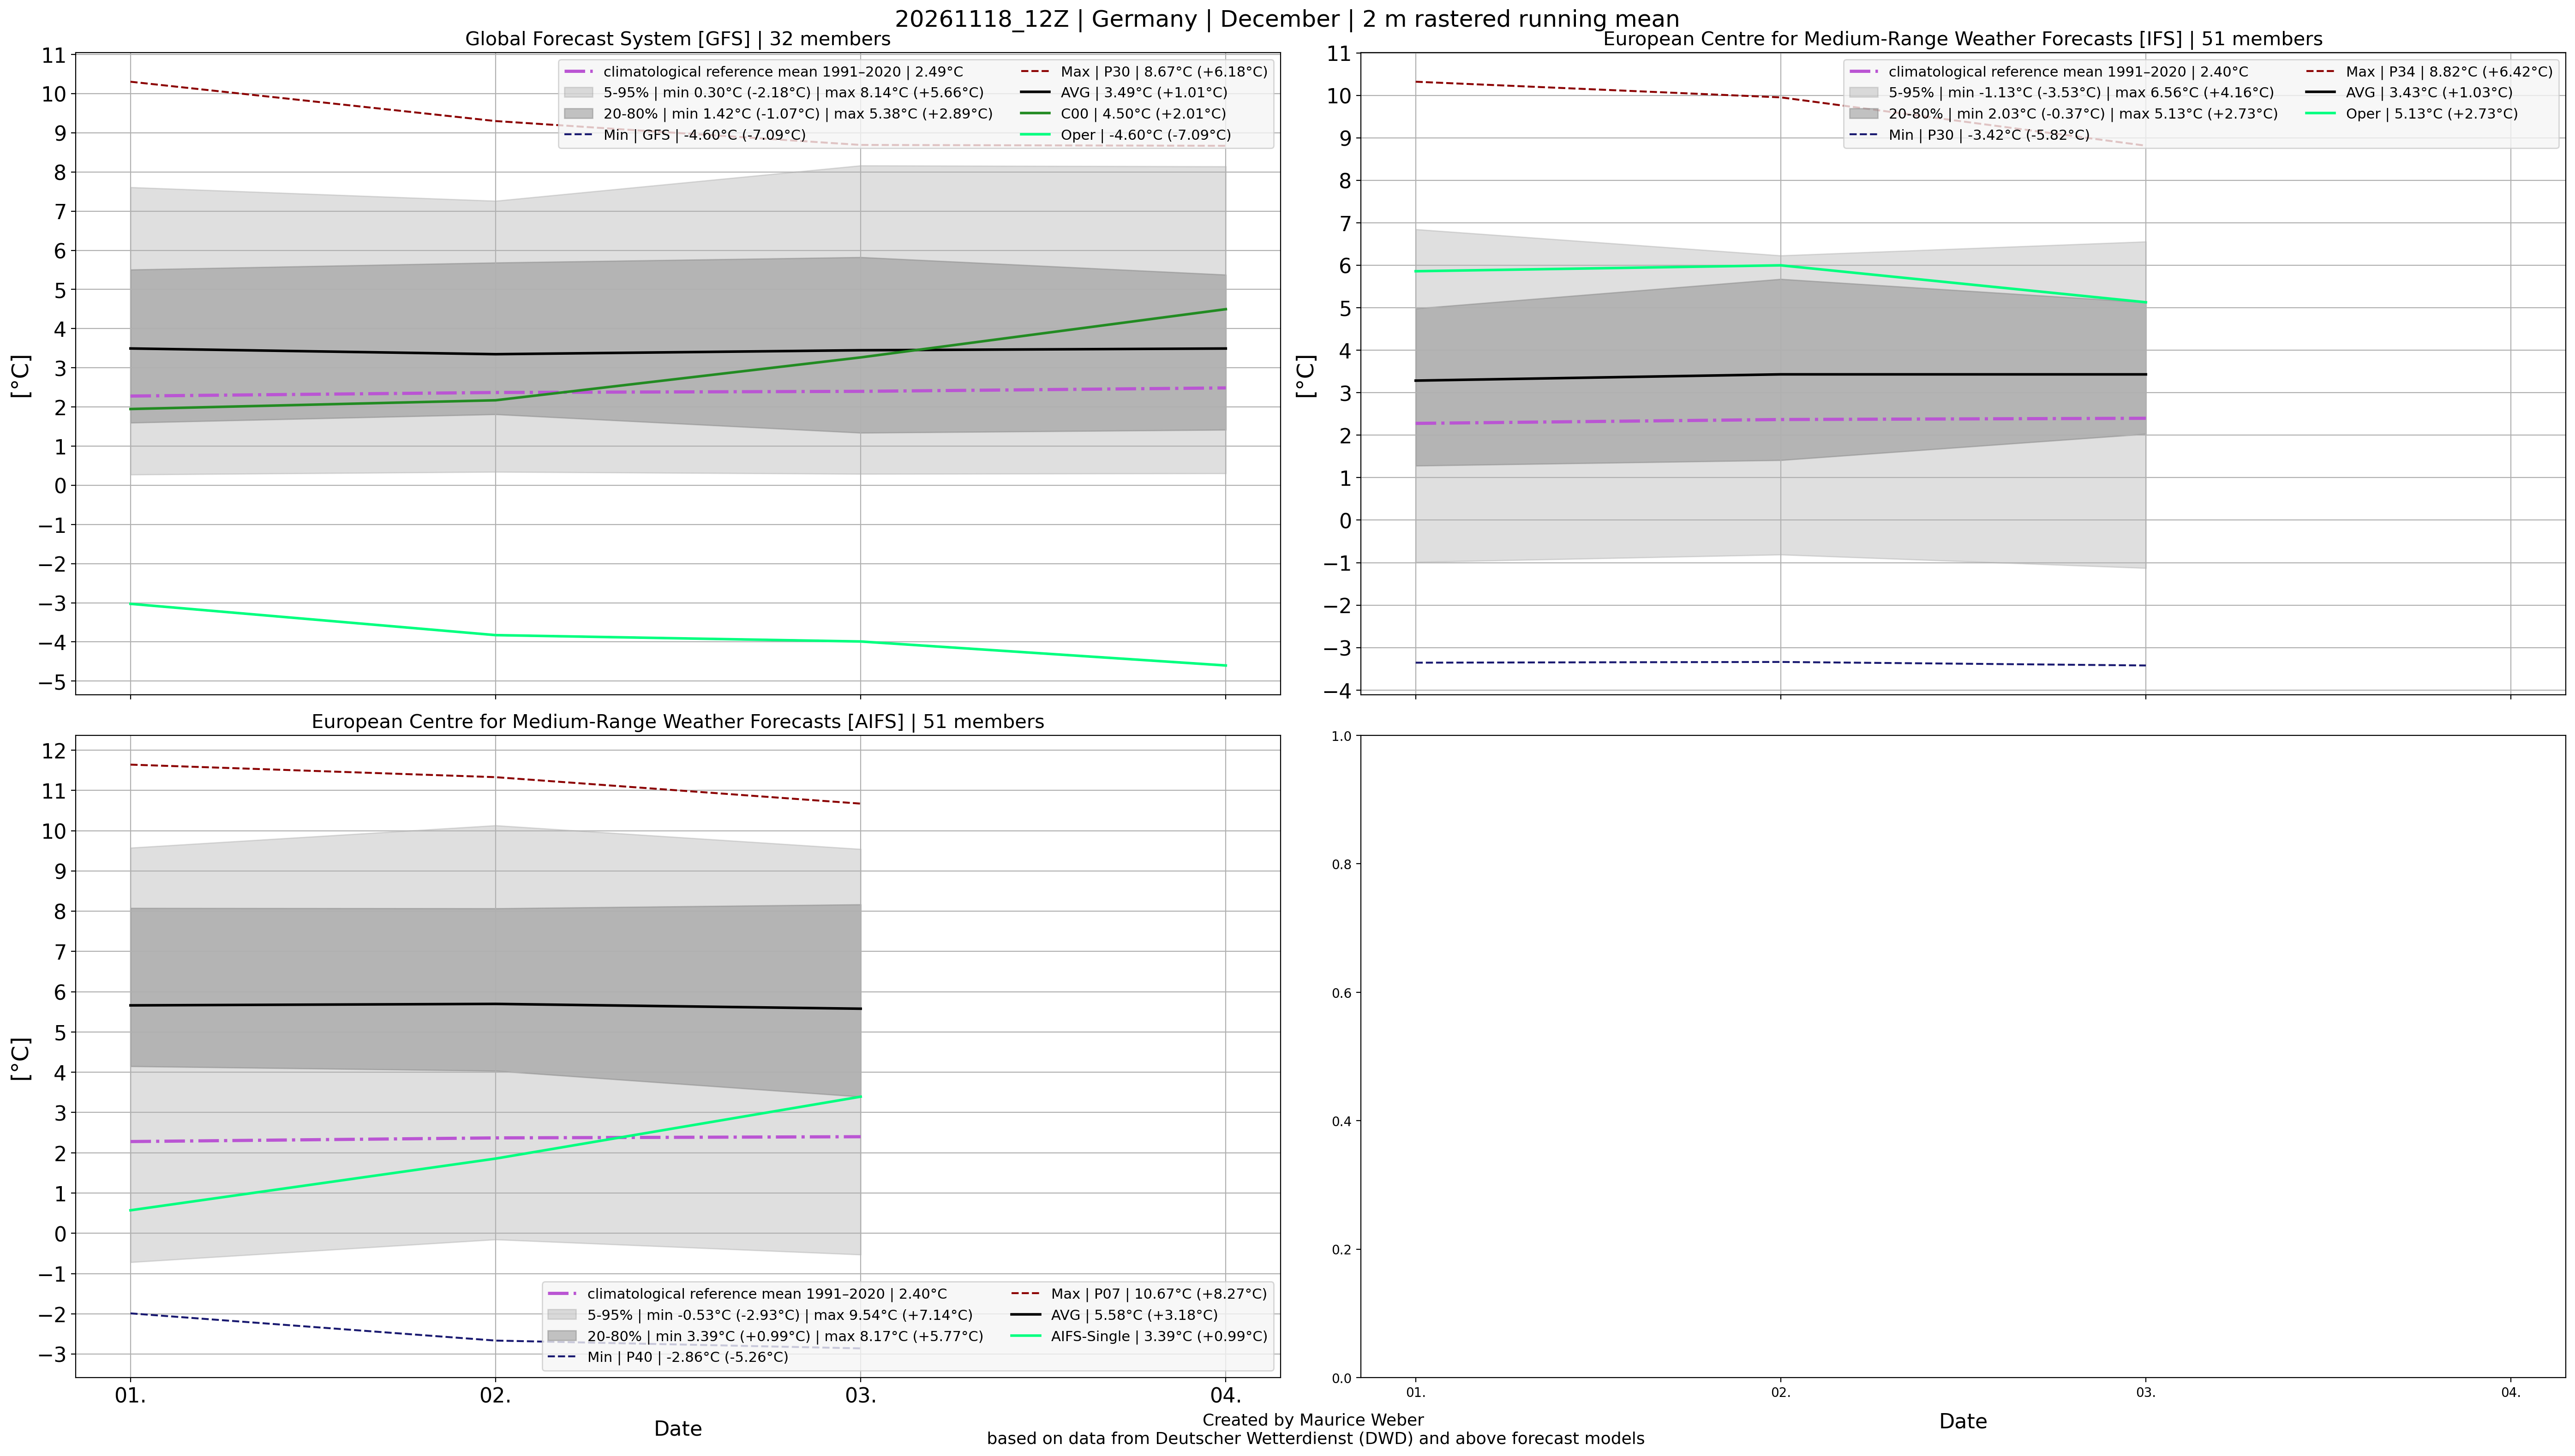 20261118_12Z | Germany | December | 2 m rastered running mean
Global Forecast System [GFS] | 32 members
climatological reference mean 1991–2020 | 2.49°C
5-95% | min 0.30°C (-2.18°C) | max 8.14°C (+5.66°C)
20-80% | min 1.42°C (-1.07°C) | max 5.38°C (+2.89°C)
Min | GFS | -4.60°C (-7.09°C)
Max | P30 | 8.67°C (+6.18°C)
AVG | 3.49°C (+1.01°C)
C00 | 4.50°C (+2.01°C)
Oper | -4.60°C (-7.09°C)
[°C]
11
10
9
8
7
6
5
4
3
2
1
0
−1
−2
−3
−4
−5
European Centre for Medium-Range Weather Forecasts [IFS] | 51 members
climatological reference mean 1991–2020 | 2.40°C
5-95% | min -1.13°C (-3.53°C) | max 6.56°C (+4.16°C)
20-80% | min 2.03°C (-0.37°C) | max 5.13°C (+2.73°C)
Min | P30 | -3.42°C (-5.82°C)
Max | P34 | 8.82°C (+6.42°C)
AVG | 3.43°C (+1.03°C)
Oper | 5.13°C (+2.73°C)
[°C]
11
10
9
8
7
6
5
4
3
2
1
0
−1
−2
−3
−4
European Centre for Medium-Range Weather Forecasts [AIFS] | 51 members
[°C]
12
11
10
9
8
7
6
5
4
3
2
1
0
−1
−2
−3
climatological reference mean 1991–2020 | 2.40°C
5-95% | min -0.53°C (-2.93°C) | max 9.54°C (+7.14°C)
20-80% | min 3.39°C (+0.99°C) | max 8.17°C (+5.77°C)
Min | P40 | -2.86°C (-5.26°C)
Max | P07 | 10.67°C (+8.27°C)
AVG | 5.58°C (+3.18°C)
AIFS-Single | 3.39°C (+0.99°C)
01. 02. 03. 04.
Date
1.0
0.8
0.6
0.4
0.2
0.0
01. 02. 03. 04.
Date
Created by Maurice Weber
based on data from Deutscher Wetterdienst (DWD) and above forecast models